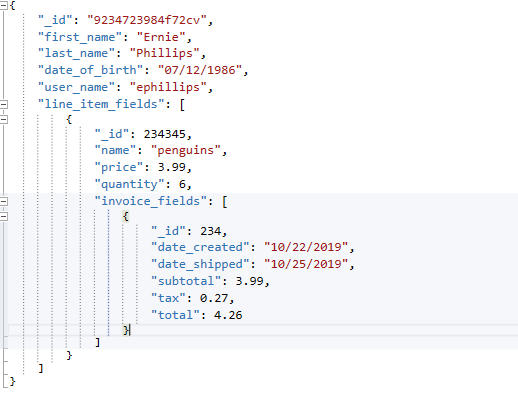 {
"_id": "9234723984f72cv",
"first_name": "Ernie",
"last_name": "Phillips",
"date_of_birth": "07/12/1986",
"user_name": "ephillips",
"line_item_fields": [
{
"_id": 234345,
"name": "penguins",
"price": 3.99,
"quantity": 6,
"invoice_fields": [
{
"_id": 234,
"date_created": "10/22/2019",
"date_shipped": "10/25/2019",
"subtotal": 3.99,
"tax": 0.27,
"total": 4.26
}
]
}
]
}